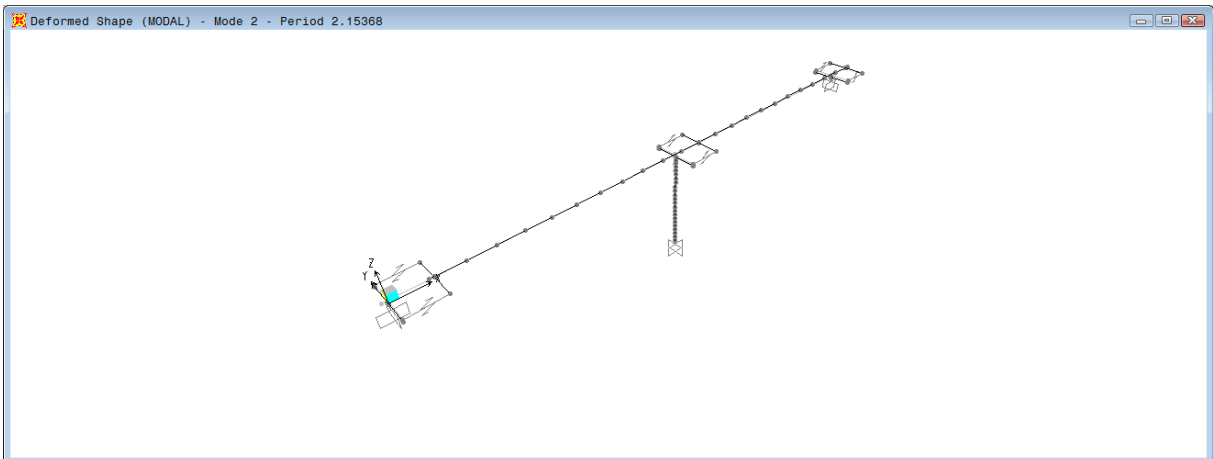 Deformed Shape (MODAL) - Mode 2 - Period 2.15368
Z
Y
X